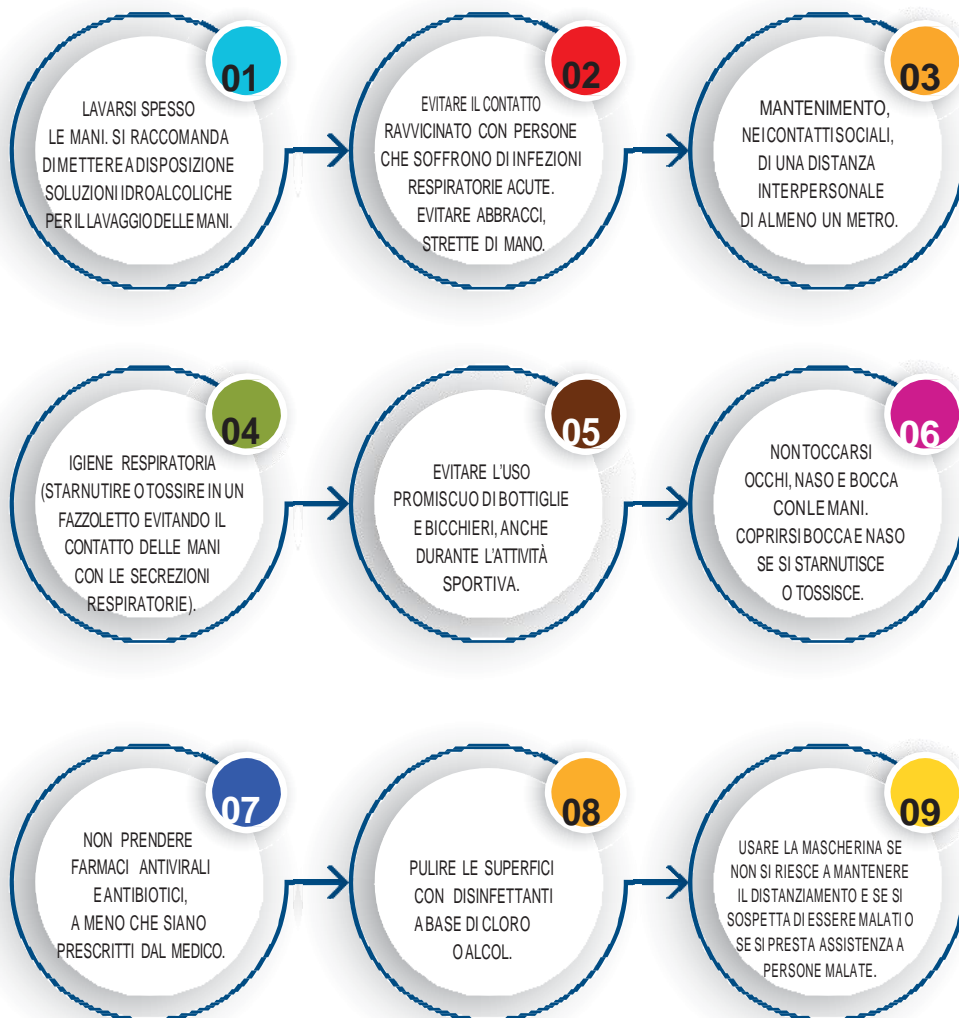 01
LAVARSI SPESSO
LE MANI. SI RACCOMANDA
DI METTERE A DISPOSIZIONE
SOLUZIONI IDROALCOLICHE
PER IL LAVAGGIO DELLE MANI.
02
EVITARE IL CONTATTO
RAVVICINATO CON PERSONE
CHE SOFFRONO DI INFEZIONI
RESPIRATORIE ACUTE.
EVITARE ABBRACCI,
STRETTE DI MANO.
03
MANTENIMENTO,
NEI CONTATTI SOCIALI,
DI UNA DISTANZA
INTERPERSONALE
DI ALMENO UN METRO.
04
IGIENE RESPIRATORIA
(STARNUTIRE O TOSSIRE IN UN
FAZZOLETTO EVITANDO IL
CONTATTO DELLE MANI
CON LE SECREZIONI
RESPIRATORIE).
05
EVITARE L'USO
PROMISCUO DI BOTTIGLIE
E BICCHIERI, ANCHE
DURANTE L'ATTIVITÀ
SPORTIVA.
06
NON TOCCARSI
OCCHI, NASO E BOCCA
CON LE MANI.
COPRIRSI BOCCA E NASO
SE SI STARNUTISCE
O TOSSISCE.
07
NON PRENDERE
FARMACI ANTIVIRALI
E ANTIBIOTICI,
A MENO CHE SIANO
PRESCRITTI DAL MEDICO.
08
PULIRE LE SUPERFICI
CON DISINFETTANTI
A BASE DI CLORO
O ALCOL.
09
USARE LA MASCHERINA SE
NON SI RIESCE A MANTENERE
IL DISTANZIAMENTO E SE SI
SOSPETTA DI ESSERE MALATI O
SE SI PRESTA ASSISTENZA A
PERSONE MALATE.